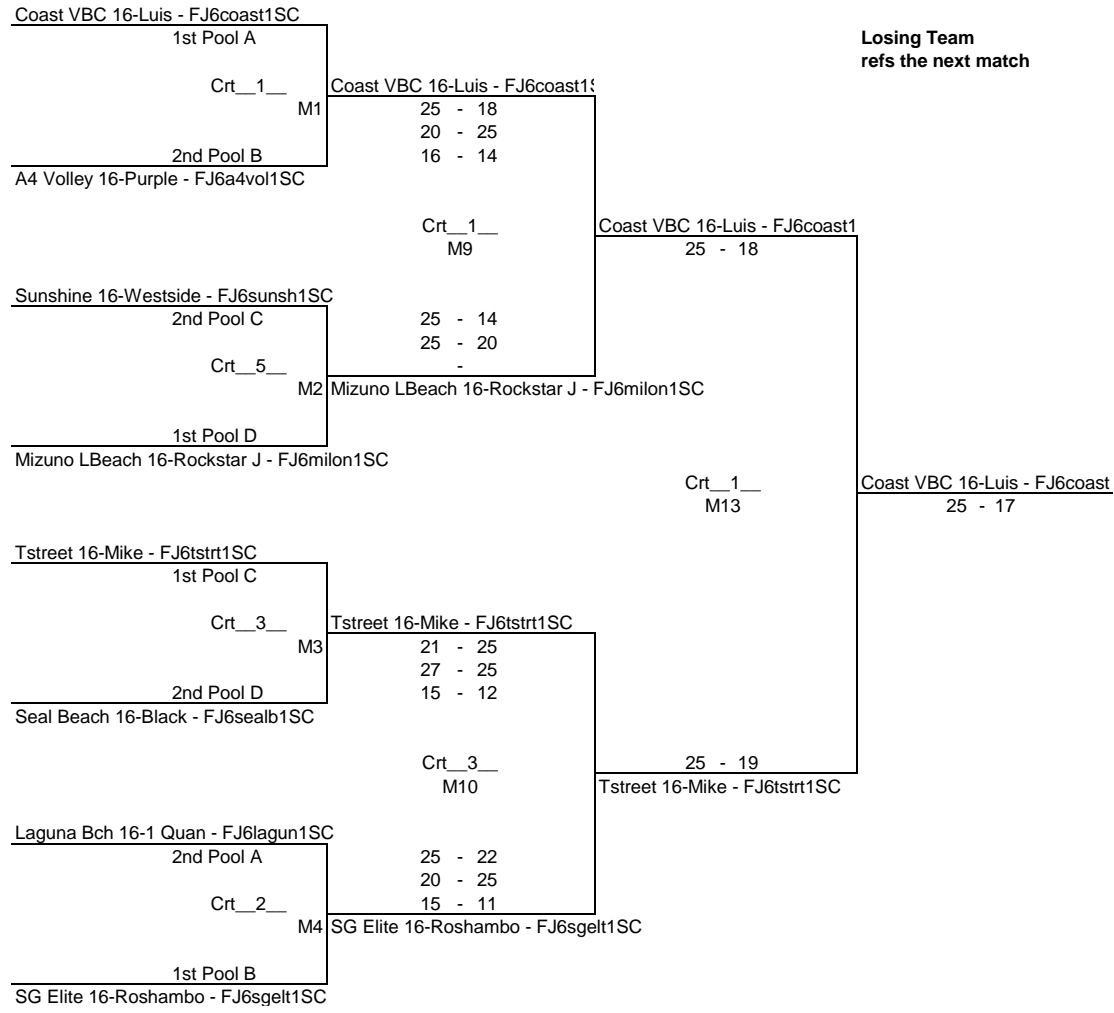 Coast VBC 16-Luis - FJ6coast1SC
1st Pool A
Losing Team
refs the next match
Crt__1__
Coast VBC 16-Luis - FJ6coast1S
M1
25 - 18
20 - 25
2nd Pool B
16 - 14
A4 Volley 16-Purple - FJ6a4vol1SC
Crt__1__
Coast VBC 16-Luis - FJ6coast1
M9
25 - 18
Sunshine 16-Westside - FJ6sunsh1SC
2nd Pool C
25 - 14
25 - 20
Crt__5__
-
M2
Mizuno LBeach 16-Rockstar J - FJ6milon1SC
1st Pool D
Mizuno LBeach 16-Rockstar J - FJ6milon1SC
Crt__1__
Coast VBC 16-Luis - FJ6coast
M13
25 - 17
Tstreet 16-Mike - FJ6tstrt1SC
1st Pool C
Crt__3__
Tstreet 16-Mike - FJ6tstrt1SC
M3
21 - 25
27 - 25
2nd Pool D
15 - 12
Seal Beach 16-Black - FJ6sealb1SC
Crt__3__
25 - 19
M10
Tstreet 16-Mike - FJ6tstrt1SC
Laguna Bch 16-1 Quan - FJ6lagun1SC
2nd Pool A
25 - 22
20 - 25
Crt__2__
15 - 11
M4
SG Elite 16-Roshambo - FJ6sgelt1SC
1st Pool B
SG Elite 16-Roshambo - FJ6sgelt1SC